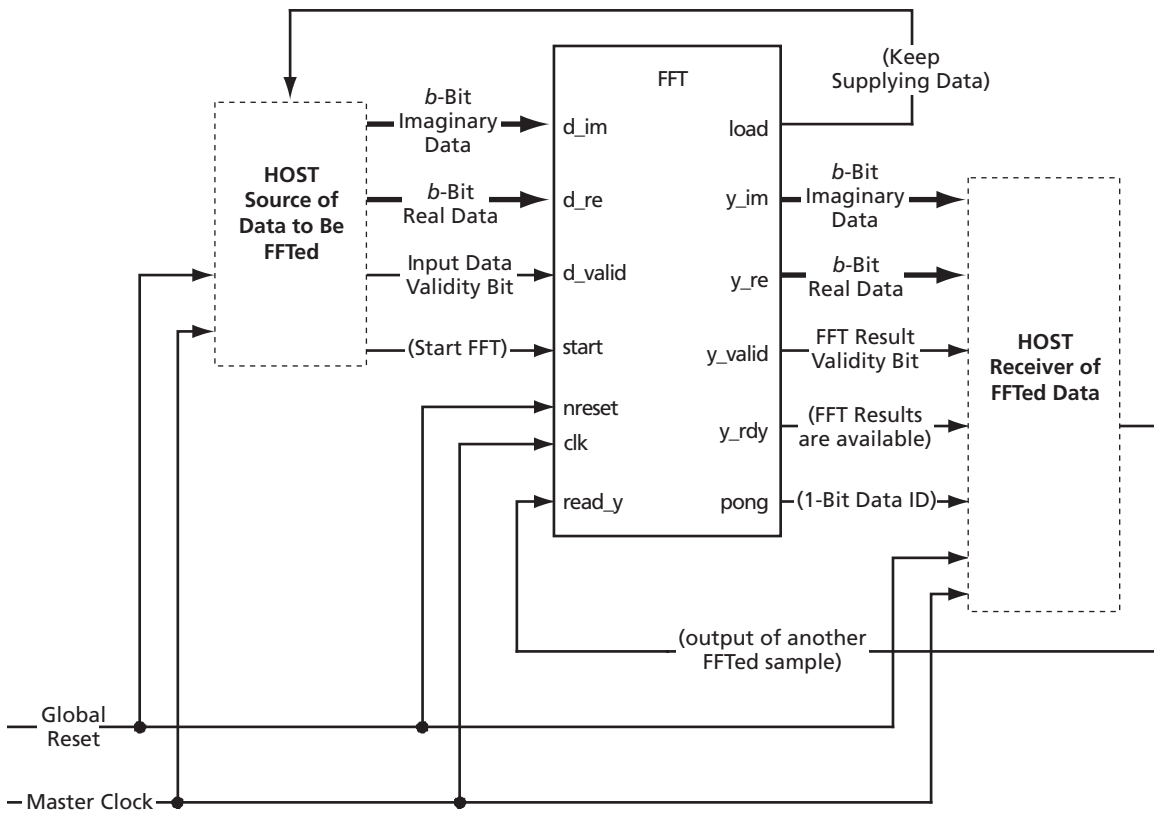 (Keep
Supplying Data)
FFT
b-Bit
Imaginary
Data
d_im
load
HOST
Source of
Data to Be
FFTed
b-Bit
Real Data
d_re
y_im
b-Bit
Imaginary
Data
Input Data
Validity Bit
d_valid
y_re
b-Bit
Real Data
(Start FFT)
start
y_valid
FFT Result
Validity Bit
HOST
Receiver of
FFTed Data
nreset
clk
y_rdy
(FFT Results
are available)
read_y
pong
(1-Bit Data ID)
(output of another
FFTed sample)
Global
Reset
Master Clock